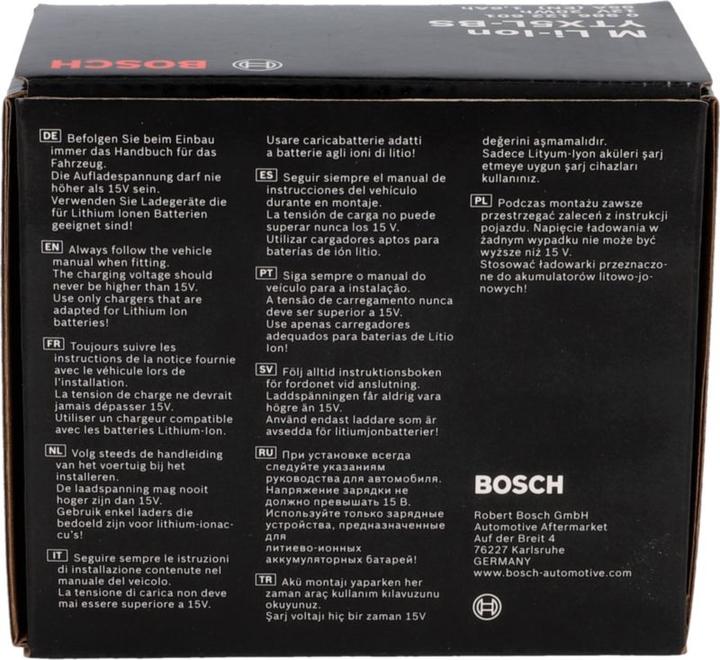 M Li-Ion
YTX5L-BS
0 986 122 601
12V 20Wh
95A (EN) 1,6Ah
BOSCH
DE Befolgen Sie beim Einbau
immer das Handbuch für das
Fahrzeug.
Die Aufladespannung darf nie
höher als 15V sein.
Verwenden Sie Ladegeräte die
für Lithium Ionen Batterien
geeignet sind!
EN Always follow the vehicle
manual when fitting.
The charging voltage should
never be higher than 15V.
Use only chargers that are
adapted for Lithium Ion
batteries!
FR Toujours suivre les
instructions de la notice fournie
avec le véhicule lors de
l'installation.
La tension de charge ne devrait
jamais dépasser 15V.
Utiliser un chargeur compatible
avec les batteries Lithium-Ion.
NL Volg steeds de handleiding
van het voertuig bij het
installeren.
De laadspanning mag nooit
hoger zijn dan 15V.
Gebruik enkel laders die
bedoeld zijn voor lithium-ionac-
cu's!
IT Seguire sempre le istruzioni
di installazione contenute nel
manuale del veicolo.
La tensione di carica non deve
mai essere superiore a 15V.
Usare caricabatterie adatti
a batterie agli ioni di litio!
ES Seguir siempre el manual de
instrucciones del vehículo
durante en montaje.
La tensión de carga no puede
superar nunca los 15 V.
Utilizar cargadores aptos para
baterías de ión litio.
PT Siga sempre o manual do
veículo para a instalação.
A tensão de carregamento nunca
deve ser superior a 15V.
Use apenas carregadores
adequados para baterias de Lítio
Ion!
SV Följ alltid instruktionsboken
för fordonet vid anslutning.
Laddspänningen får aldrig vara
högre än 15V.
Använd endast laddare som är
avsedda för litiumjonbatterier!
RU При установке всегда
следуйте указаниям
руководства для автомобиля.
Напряжение зарядки не
должно превышать 15 В.
Используйте только зарядные
устройства, предназначенные
для
литиево-ионных
аккумуляторных батарей!
TR Akü montajı yaparken her
zaman araç kullanım kılavuzunu
okuyunuz.
Şarj voltajı hiç bir zaman 15V
değerini aşmamalıdır.
Sadece Lityum-Iyon aküleri şarj
etmeye uygun şarj cihazları
kullanınız.
PL Podczas montażu zawsze
przestrzegać zaleceń z instrukcji
pojazdu. Napięcie ładowania w
żadnym wypadku nie może być
wyższe niż 15 V.
Stosować ładowarki przeznaczo-
ne do akumulatorów litowo-jo-
nowych!
BOSCH
Robert Bosch GmbH
Automotive Aftermarket
Auf der Breit 4
76227 Karlsruhe
GERMANY
www.bosch-automotive.com